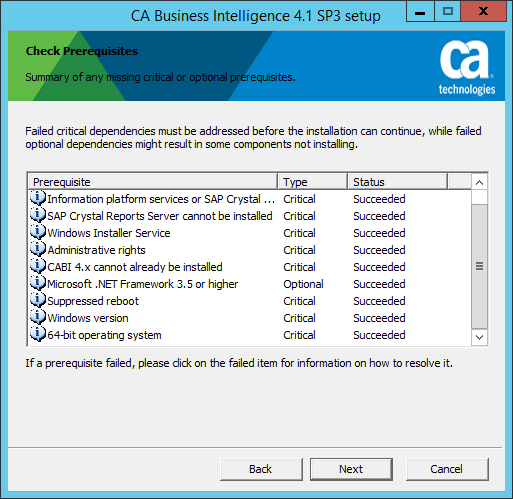 CA Business Intelligence 4.1 SP3 setup
Check Prerequisites
Summary of any missing critical or optional prerequisites.
ca
technologies
Failed critical dependencies must be addressed before the installation can continue, while failed
optional dependencies might result in some components not installing.
Prerequisite Type Status
Information platform services or SAP Crystal ... Critical Succeeded
SAP Crystal Reports Server cannot be installed Critical Succeeded
Windows Installer Service Critical Succeeded
Administrative rights Critical Succeeded
CABI 4.x cannot already be installed Critical Succeeded
Microsoft .NET Framework 3.5 or higher Optional Succeeded
Suppressed reboot Critical Succeeded
Windows version Critical Succeeded
64-bit operating system Critical Succeeded
If a prerequisite failed, please click on the failed item for information on how to resolve it.
Back Next Cancel